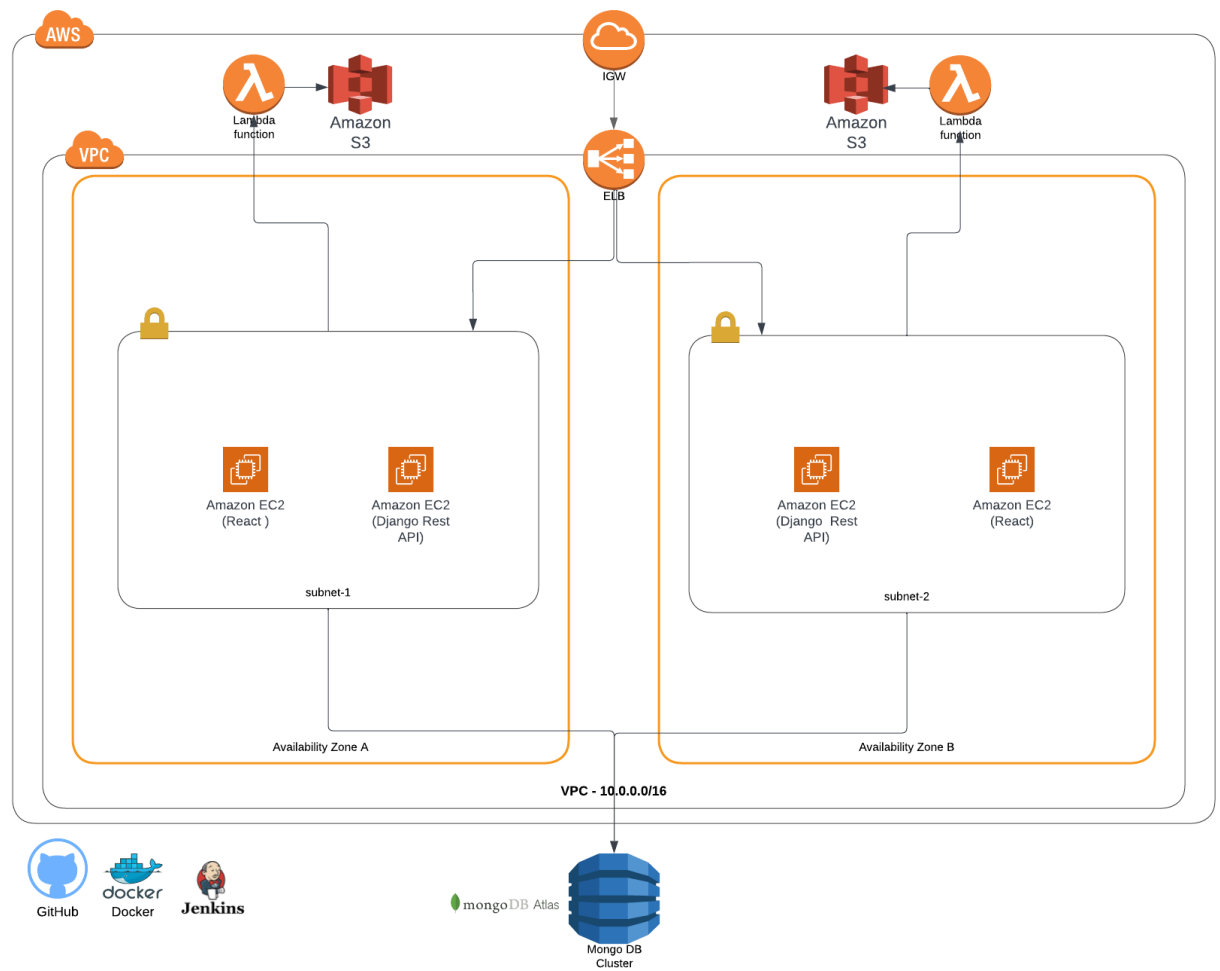 AWS
IGW
Lambda
function
Amazon
S3
Amazon
S3
Lambda
function
VPC
ELB
Amazon EC2
(React )
Amazon EC2
(Django Rest
API)
Amazon EC2
(Django  Rest
API)
Amazon EC2
(React)
subnet-1
subnet-2
Availability Zone A
Availability Zone B
VPC - 10.0.0.0/16
GitHub
docker
Docker
Jenkins
mongoDB Atlas
Mongo DB
Cluster